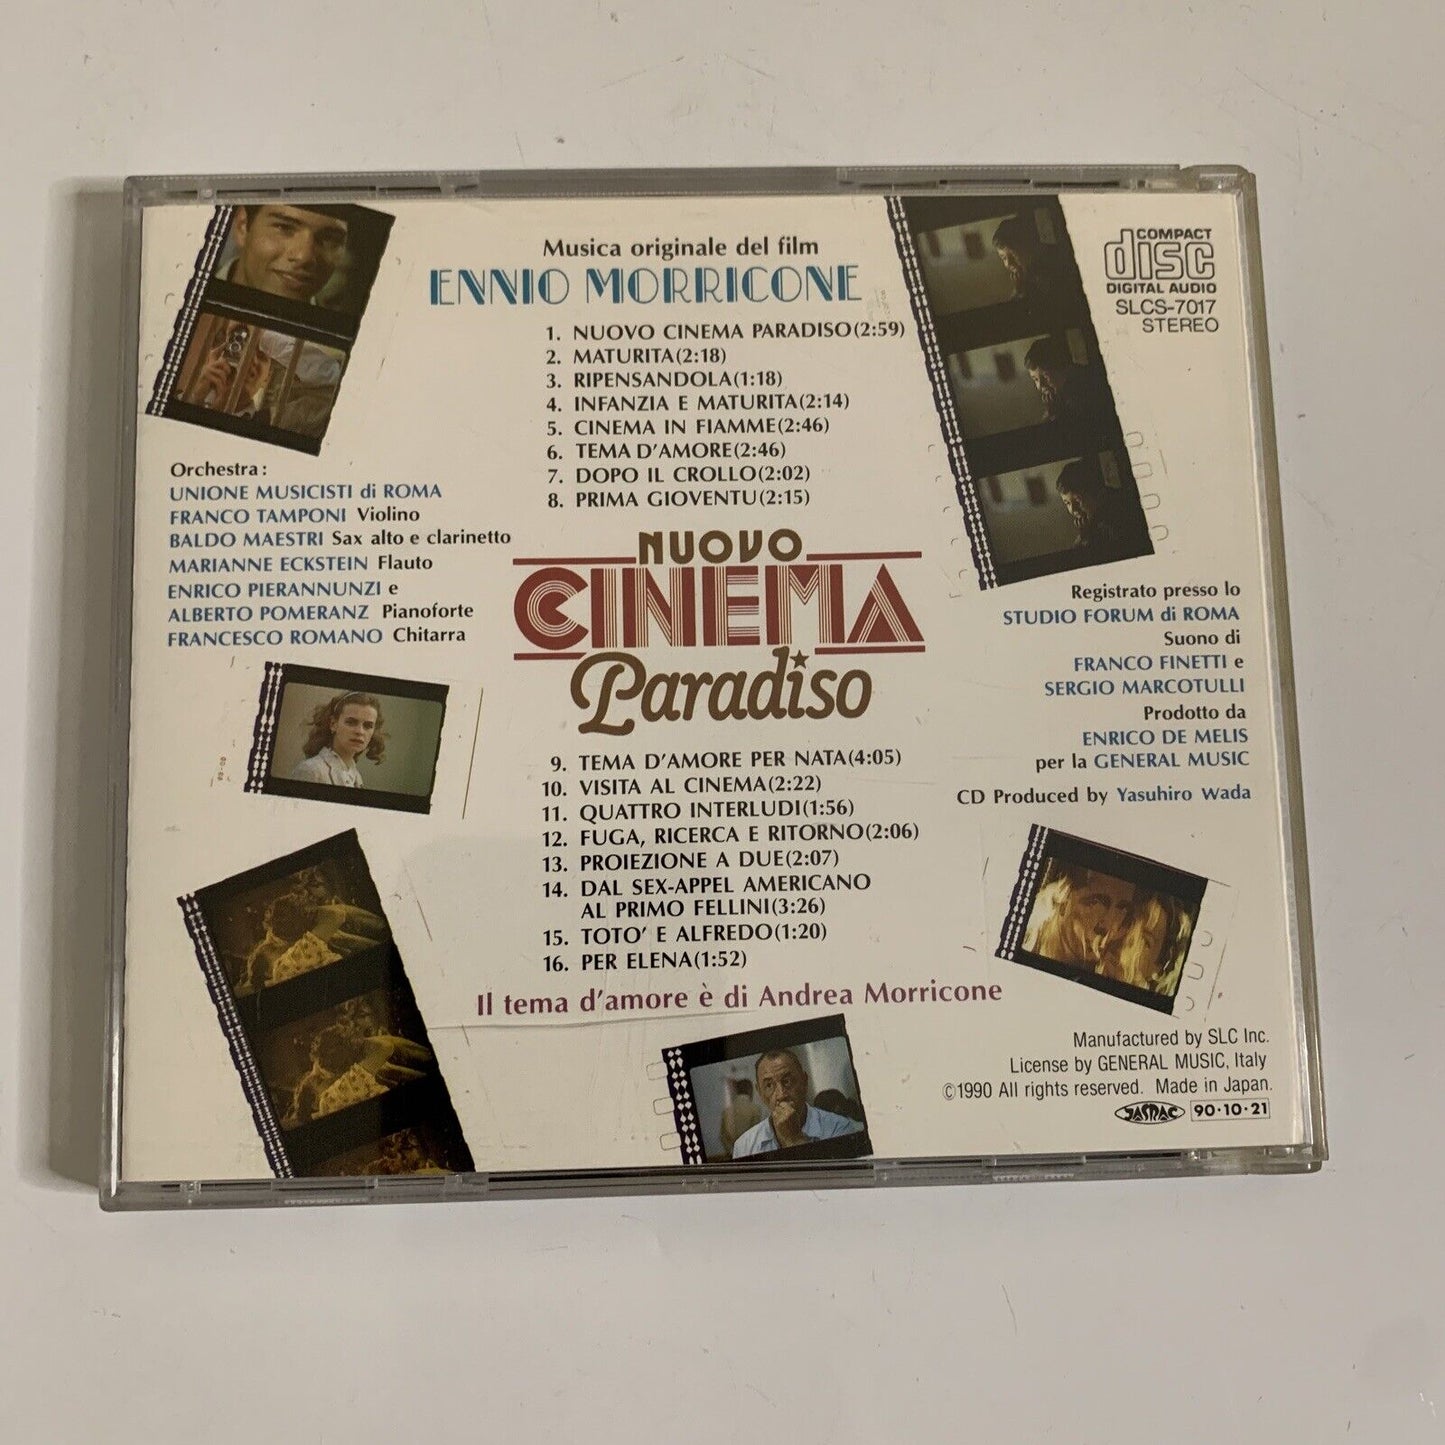 Musica originale del film
ENNIO MORRICONE
COMPACT
disc
DIGITAL AUDIO
SLCS-7017
STEREO
1. NUOVO CINEMA PARADISO(2:59)
2. MATURITA(2:18)
3. RIPENSANDOLA(1:18)
4. INFANZIA E MATURITA(2:14)
5. CINEMA IN FIAMME(2:46)
6. TEMA D'AMORE(2:46)
7. DOPO IL CROLLO(2:02)
8. PRIMA GIOVENTU(2:15)
Orchestra:
UNIONE MUSICISTI di ROMA
FRANCO TAMPONI Violino
BALDO MAESTRI Sax alto e clarinetto
MARIANNE ECKSTEIN Flauto
ENRICO PIERANNUNZI e
ALBERTO POMERANZ Pianoforte
FRANCESCO ROMANO Chitarra
NUOVO
CINEMA
Paradiso
Registrato presso lo
STUDIO FORUM di ROMA
Suono di
FRANCO FINETTI e
SERGIO MARCOTULLI
Prodotto da
ENRICO DE MELIS
per la GENERAL MUSIC
CD Produced by Yasuhiro Wada
9. TEMA D'AMORE PER NATA(4:05)
10. VISITA AL CINEMA(2:22)
11. QUATTRO INTERLUDI(1:56)
12. FUGA, RICERCA E RITORNO(2:06)
13. PROIEZIONE A DUE(2:07)
14. DAL SEX-APPEL AMERICANO
AL PRIMO FELLINI(3:26)
15. TOTO' E ALFREDO(1:20)
16. PER ELENA(1:52)
Il tema d'amore è di Andrea Morricone
Manufactured by SLC Inc.
License by GENERAL MUSIC, Italy
©1990 All rights reserved. Made in Japan.
JASRAC 90·10·21